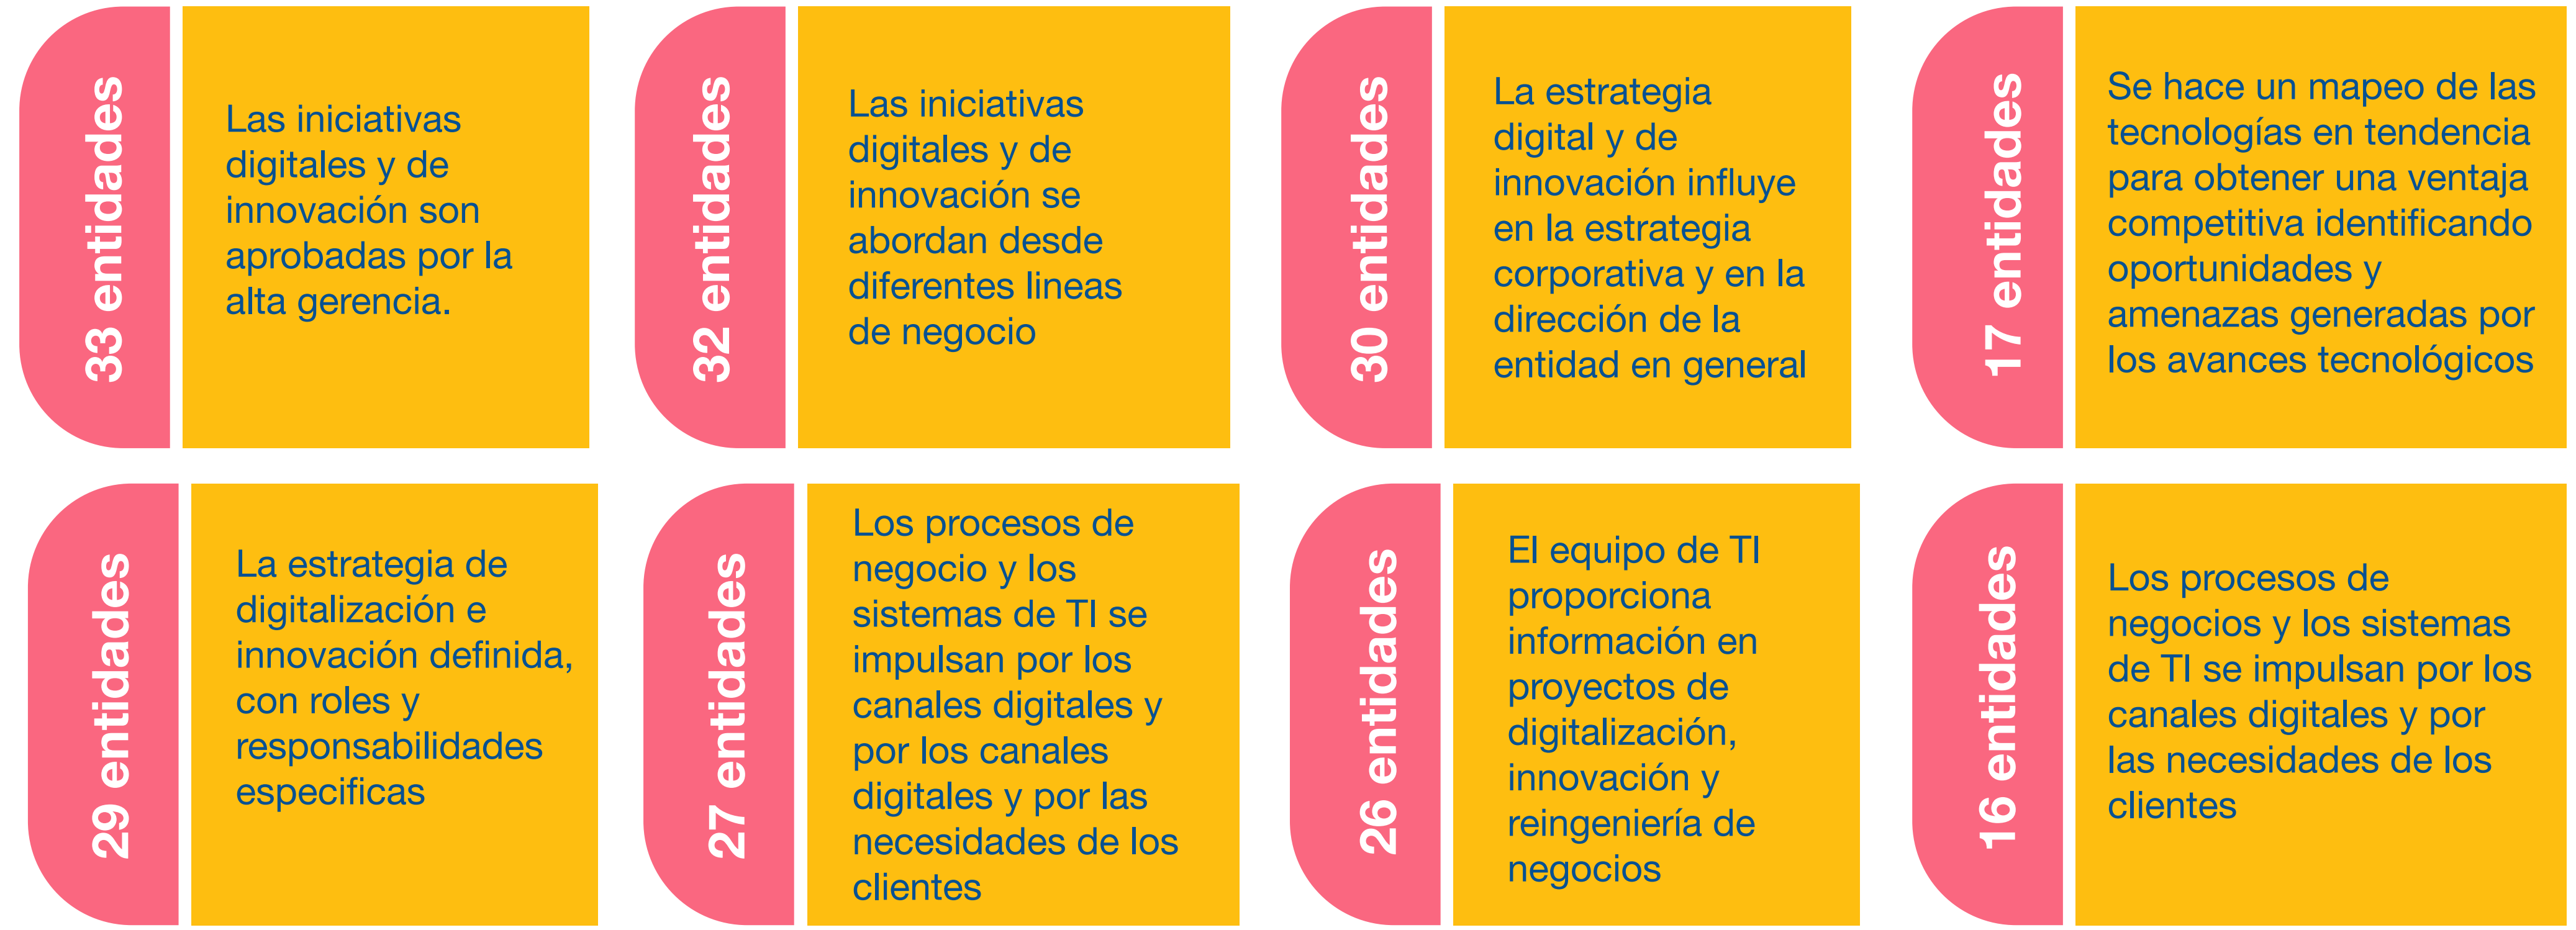 33 entidades
Las iniciativas
digitales y de
innovación son
aprobadas por la
alta gerencia.
32 entidades
Las iniciativas
digitales y de
innovación se
abordan desde
diferentes lineas
de negocio
30 entidades
La estrategia
digital y de
innovación influye
en la estrategia
corporativa y en la
dirección de la
entidad en general
17 entidades
Se hace un mapeo de las
tecnologías en tendencia
para obtener una ventaja
competitiva identificando
oportunidades y
amenazas generadas por
los avances tecnológicos
29 entidades
La estrategia de
digitalización e
innovación definida,
con roles y
responsabilidades
especificas
27 entidades
Los procesos de
negocio y los
sistemas de TI se
impulsan por los
canales digitales y
por los canales
digitales y por las
necesidades de los
clientes
26 entidades
El equipo de TI
proporciona
información en
proyectos de
digitalización,
innovación y
reingeniería de
negocios
16 entidades
Los procesos de
negocios y los sistemas
de TI se impulsan por los
canales digitales y por
las necesidades de los
clientes